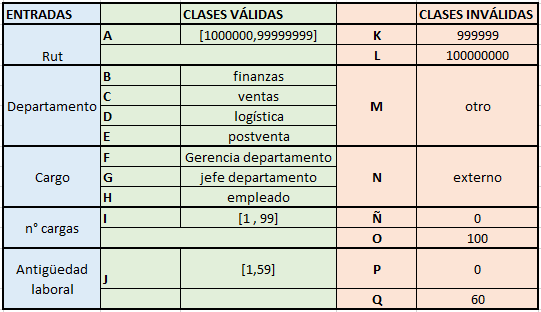 ENTRADAS CLASES VÁLIDAS CLASES INVÁLIDAS
Rut A [1000000,99999999] K 999999
L 100000000
Departamento B finanzas M otro
C ventas
D logística
E postventa
Cargo F Gerencia departamento N externo
G jefe departamento
H empleado
n° cargas I [1 , 99] Ñ 0
O 100
Antigüedad laboral J [1,59] P 0
Q 60